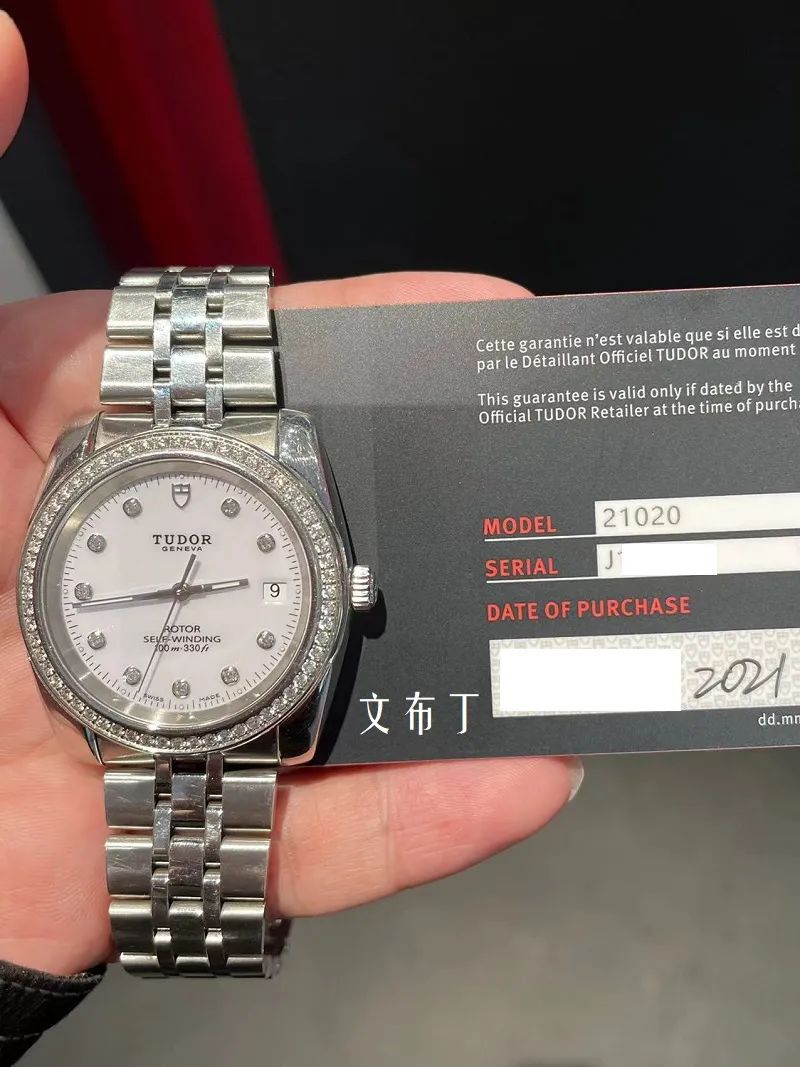 TUDOR
GENEVA
9
ROTOR
SELF-WINDING
100m-330ft
SWISS MADE
Cette garantie n'est valable que si elle est d
par le Détaillant Officiel TUDOR au moment
This guarantee is valid only if dated by the
Official TUDOR Retailer at the time of purcha
MODEL 21020
SERIAL J1
DATE OF PURCHASE
2021
dd.mm
文布丁